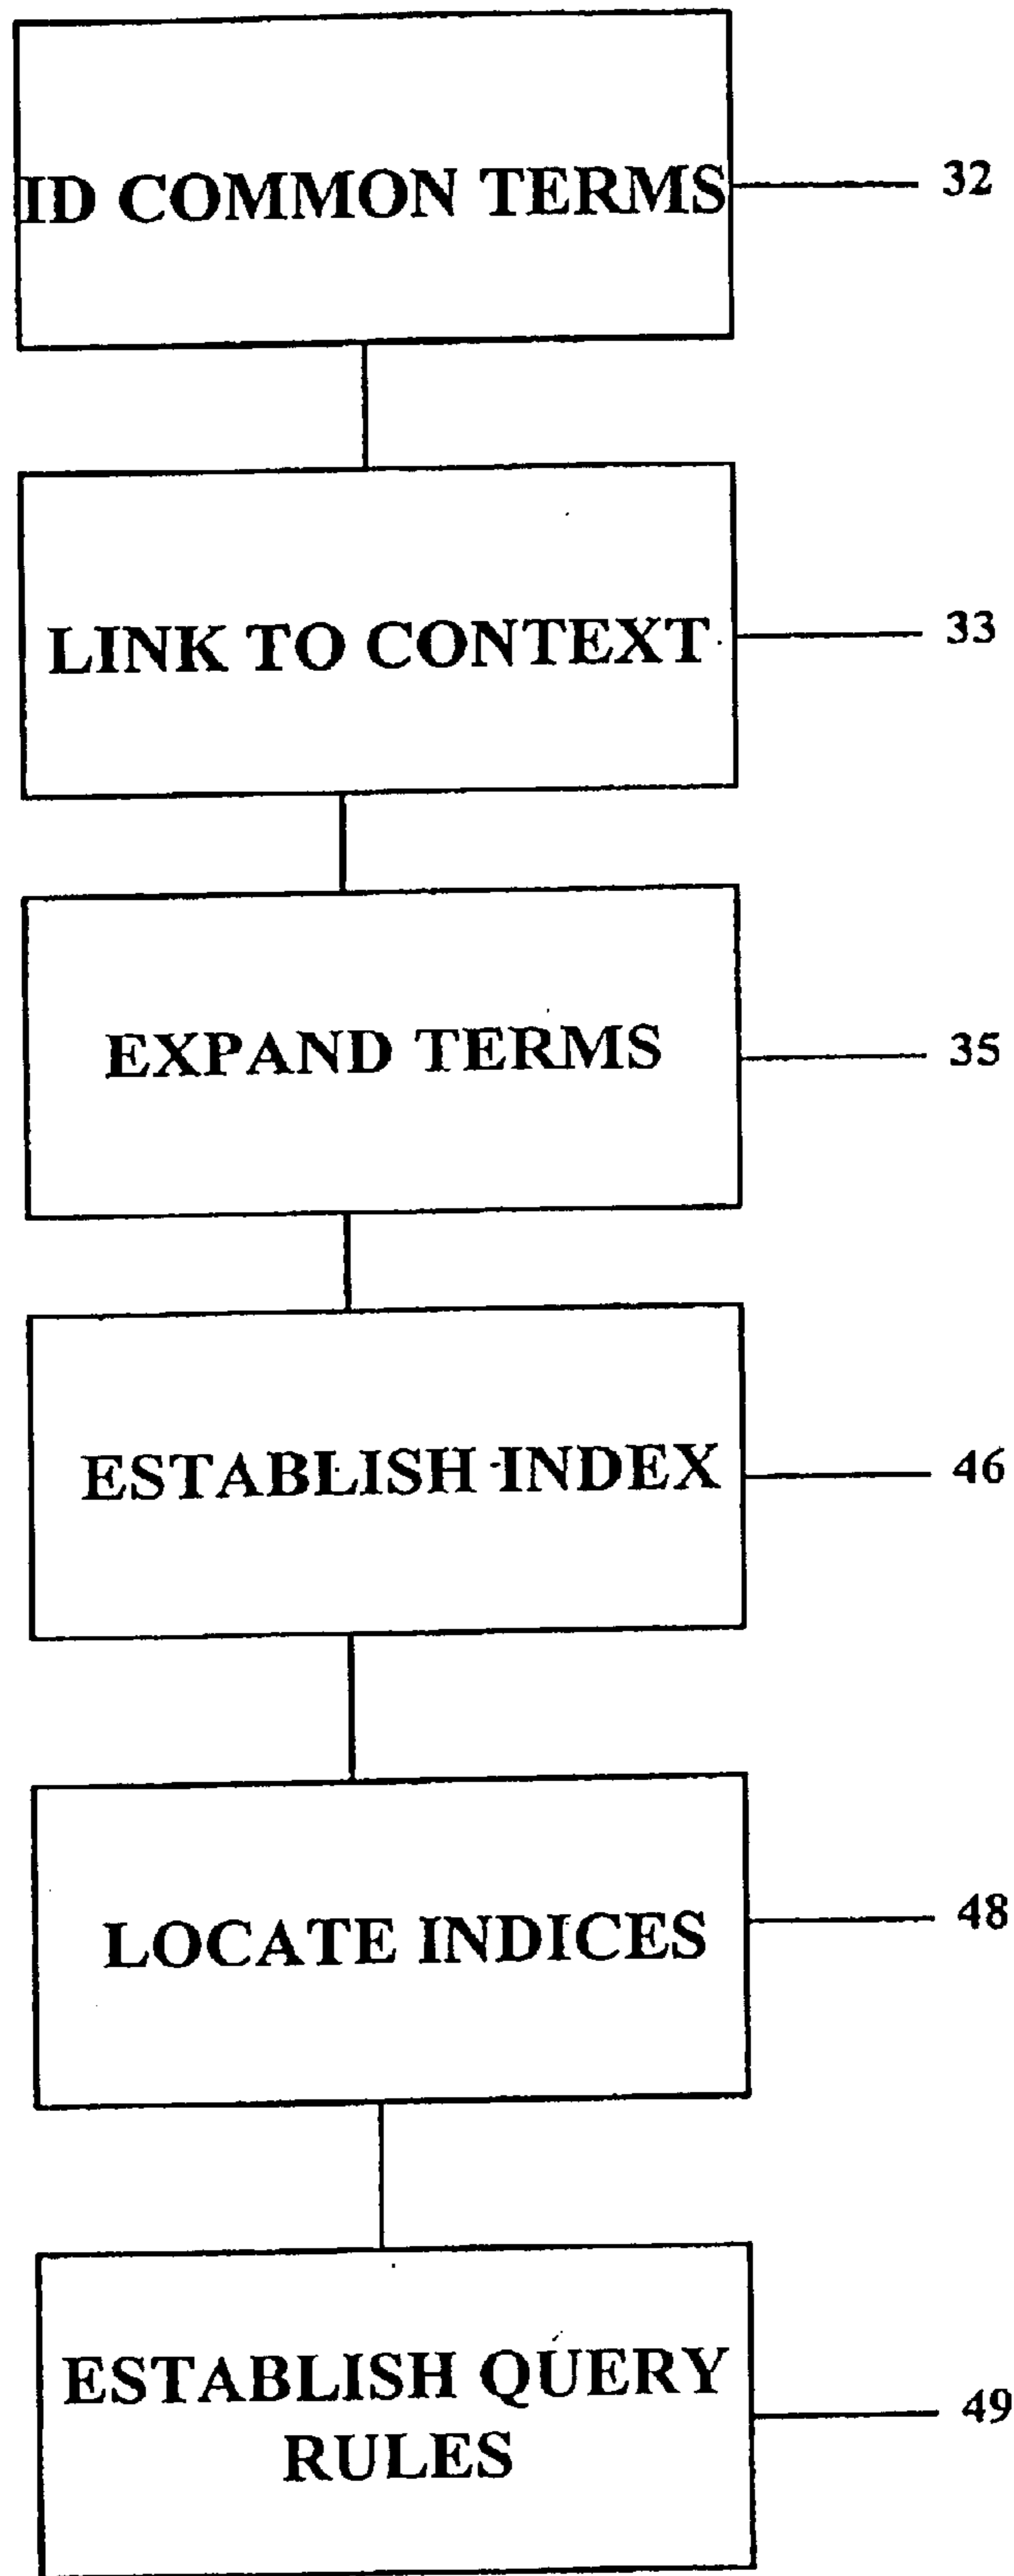 ID COMMON TERMS 32
LINK TO CONTEXT 33
EXPAND TERMS 35
ESTABLISH INDEX 46
LOCATE INDICES 48
ESTABLISH QUERY
RULES
49